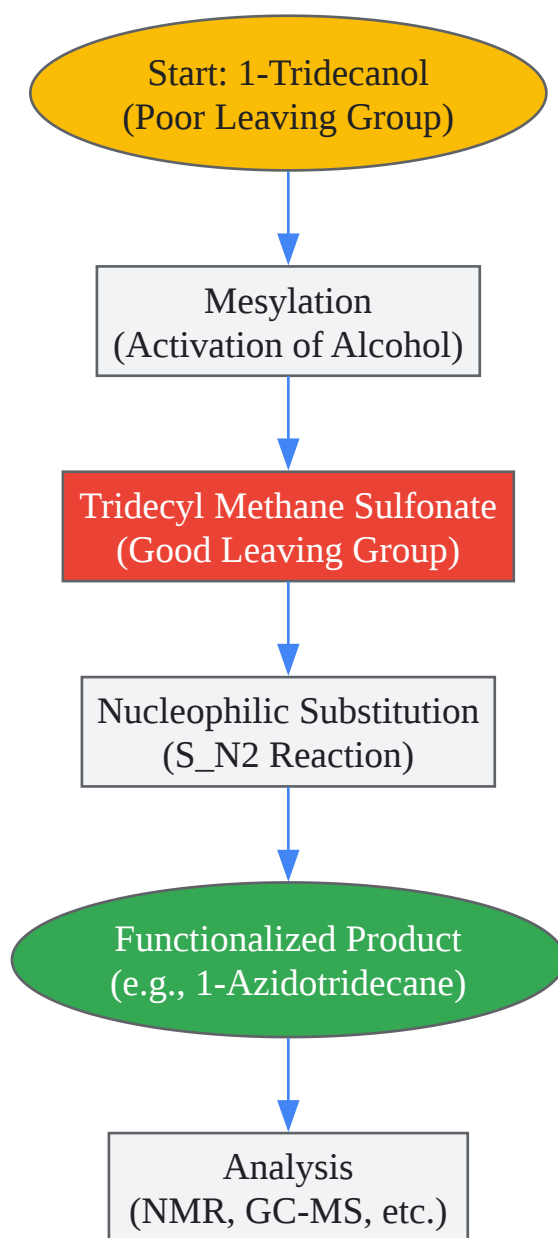 Start: 1-Tridecanol
(Poor Leaving Group)
Mesylation
(Activation of Alcohol)
Tridecyl Methane Sulfonate
(Good Leaving Group)
Nucleophilic Substitution
(S_N2 Reaction)
Functionalized Product
(e.g., 1-Azidotridecane)
Analysis
(NMR, GC-MS, etc.)